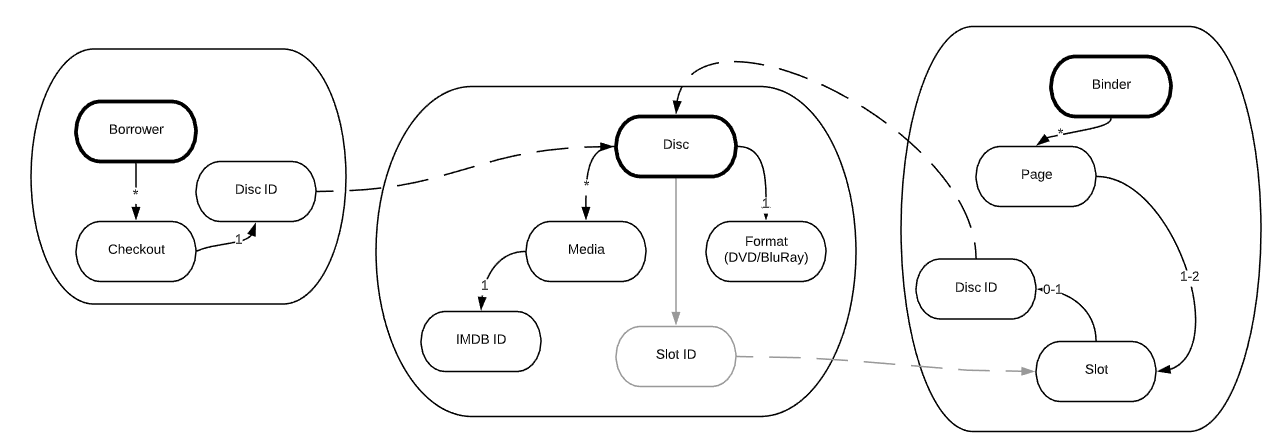 Borrower
*
Disc ID
Checkout
1
Disc
*
1
Media
Format
(DVD/BluRay)
1
IMDB ID
Slot ID
Binder
*
Page
1-2
Disc ID
0-1
Slot